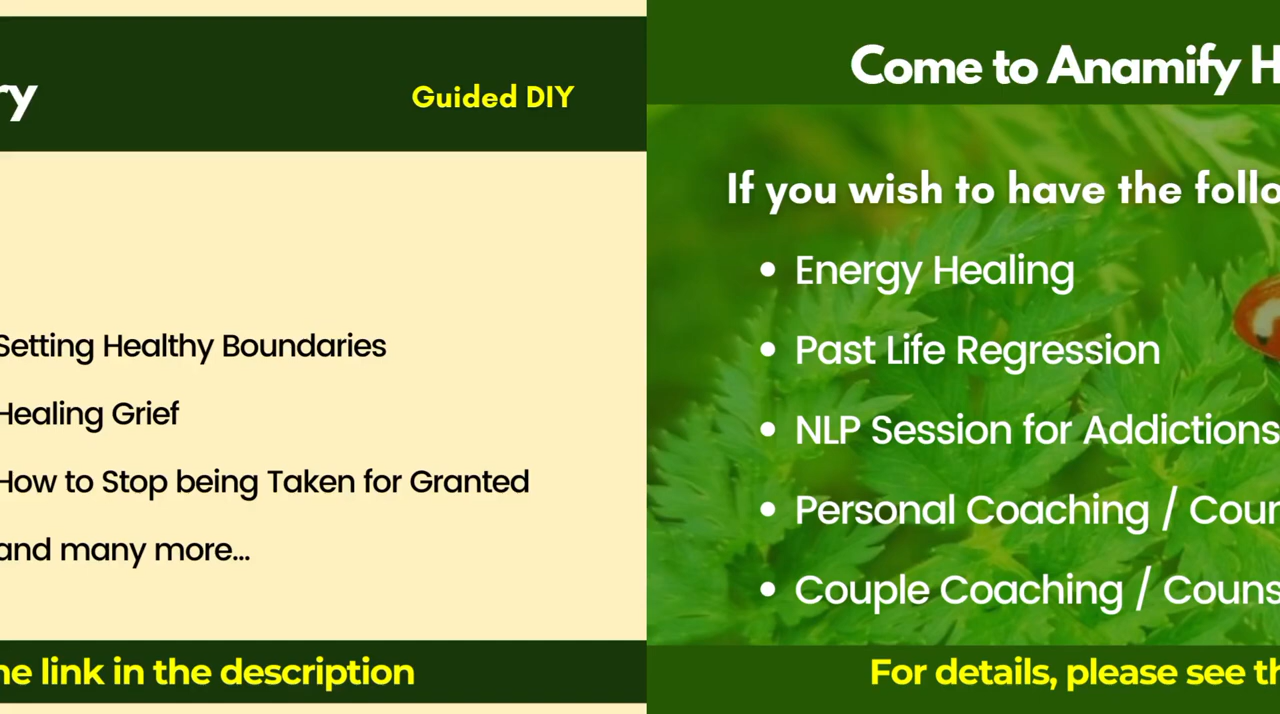 ry
Guided DIY
Setting Healthy Boundaries
Healing Grief
How to Stop being Taken for Granted
and many more...
he link in the description
Come to Anamify H
If you wish to have the follo
• Energy Healing
• Past Life Regression
• NLP Session for Addictions
• Personal Coaching / Coun
• Couple Coaching / Couns
For details, please see th